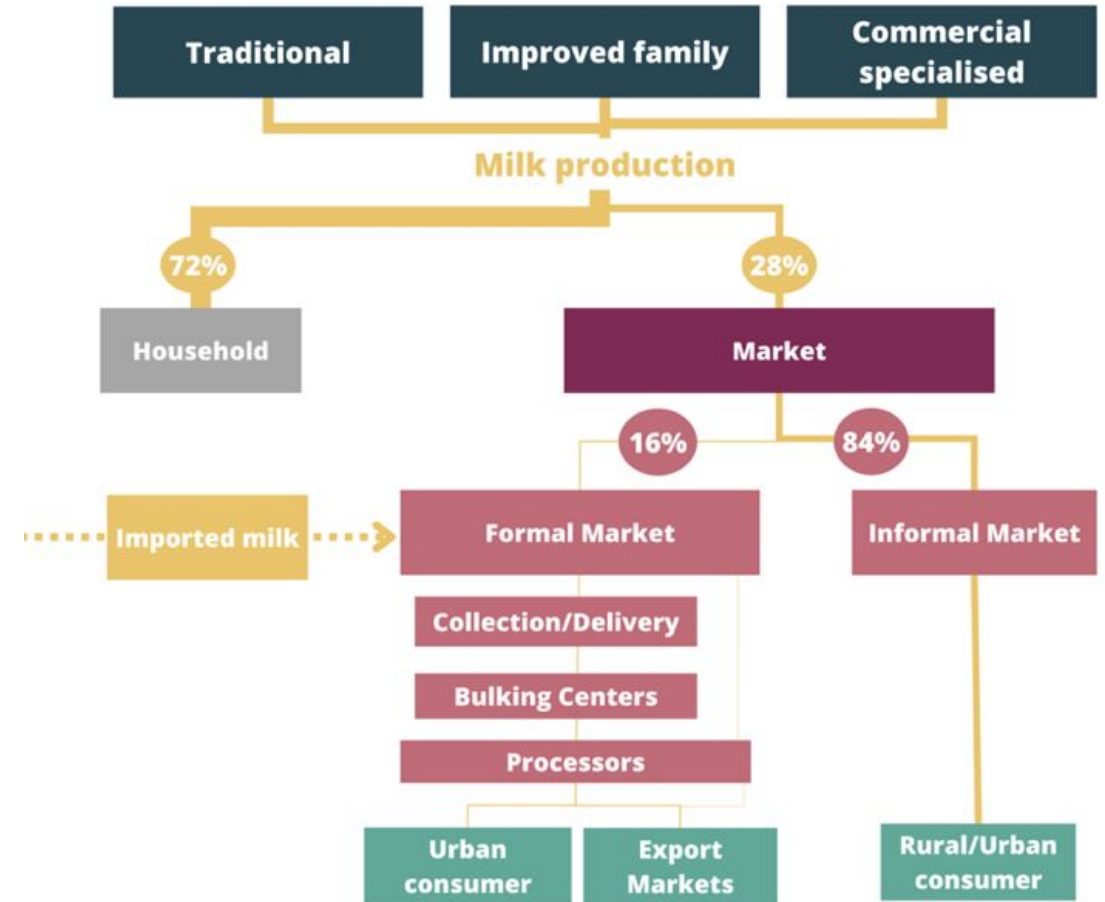 Traditional
Improved family
Commercial
specialised
Milk production
72%
28%
Household
Market
16%
84%
Imported milk
Formal Market
Informal Market
Collection/Delivery
Bulking Centers
Processors
Urban
consumer
Export
Markets
Rural/Urban
consumer